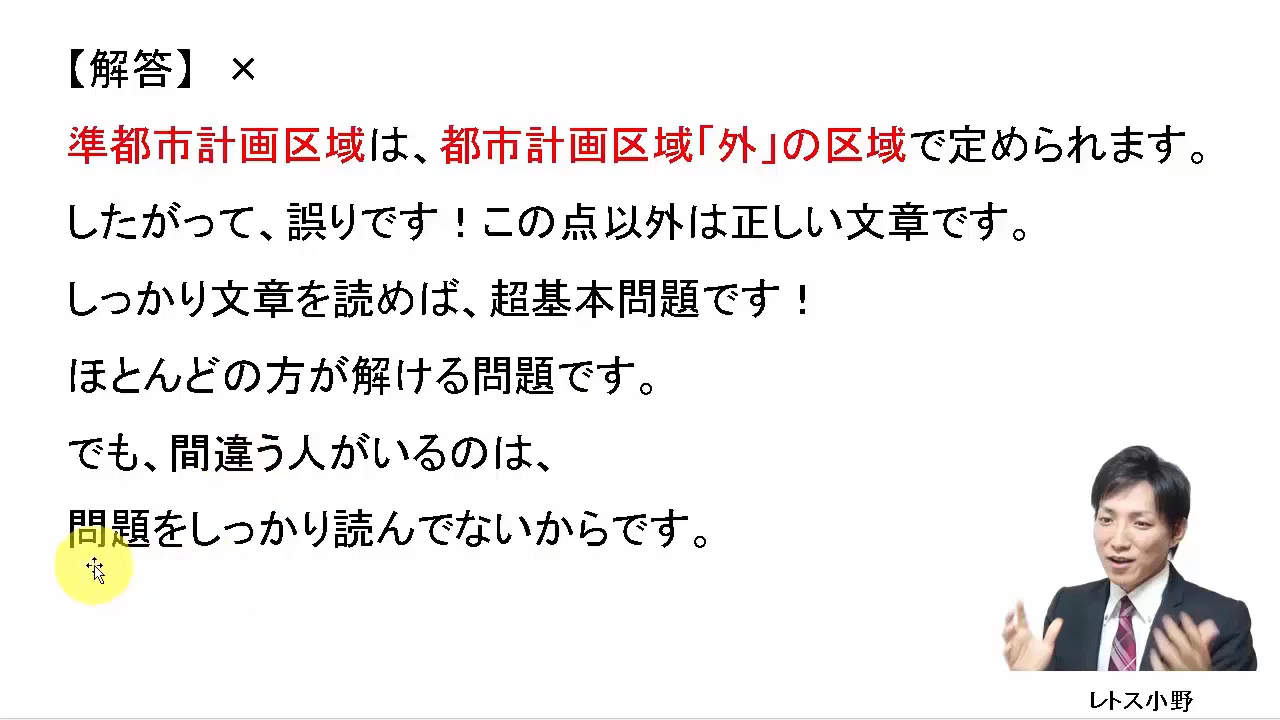 【解答】 ×
準都市計画区域は、都市計画区域「外」の区域で定められます。
したがって、誤りです！この点以外は正しい文章です。
しっかり文章を読めば、超基本問題です！
ほとんどの方が解ける問題です。
でも、間違う人がいるのは、
問題をしっかり読んでないからです。
レトス小野